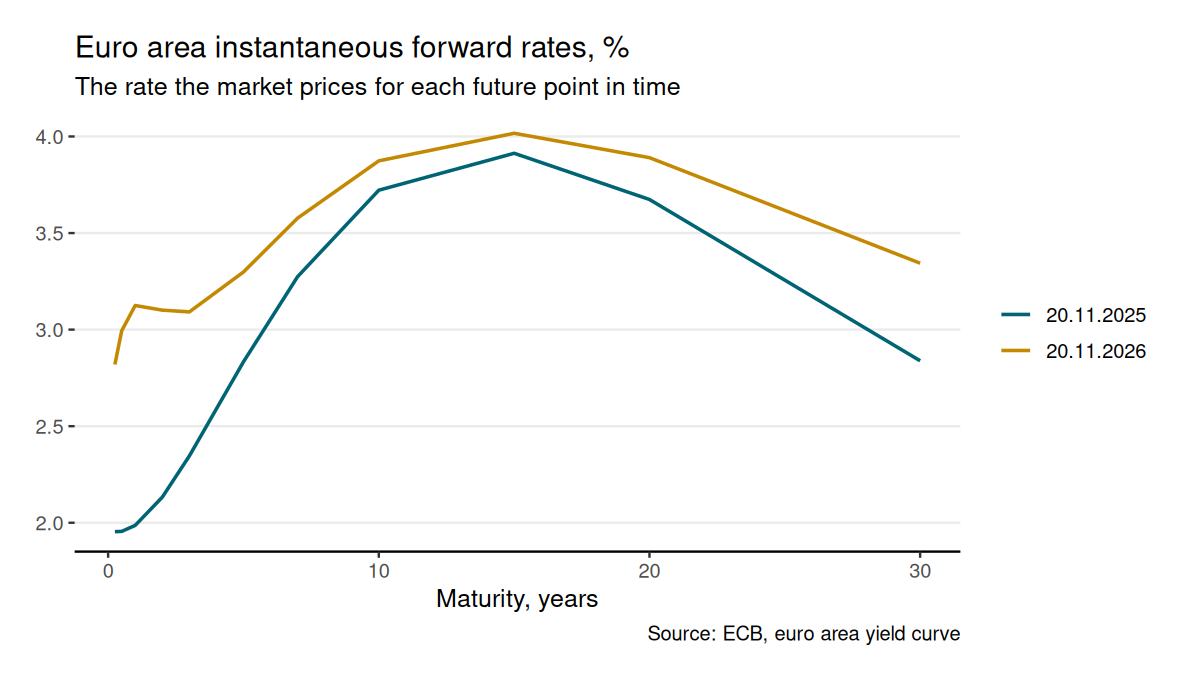 Euro area instantaneous forward rates, %
The rate the market prices for each future point in time
4.0
3.5
3.0
2.5
2.0
0 10 20 30
Maturity, years
20.11.2025
20.11.2026
Source: ECB, euro area yield curve